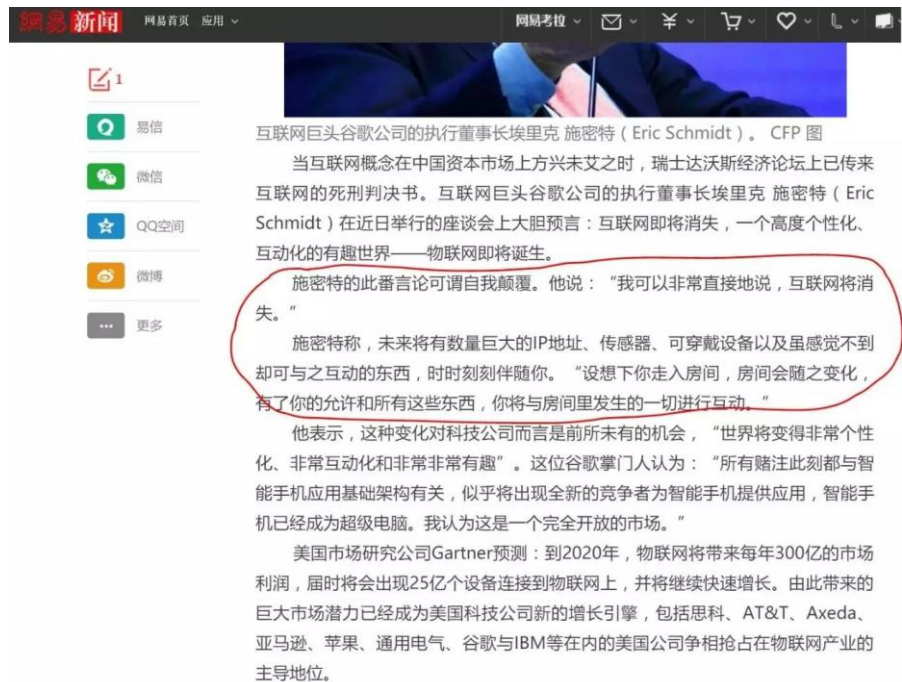 網易新闻 网易首页 应用 网易考拉
1
易信
微信
QQ空间
微博
更多
互联网巨头谷歌公司的执行董事长埃里克 施密特（Eric Schmidt）。 CFP 图
当互联网概念在中国资本市场上方兴未艾之时，瑞士达沃斯经济论坛上已传来
互联网的死刑判决书。互联网巨头谷歌公司的执行董事长埃里克 施密特（Eric
Schmidt）在近日举行的座谈会上大胆预言：互联网即将消失，一个高度个性化、
互动化的有趣世界——物联网即将诞生。
施密特的此番言论可谓自我颠覆。他说：“我可以非常直接地说，互联网将消
失。”
施密特称，未来将有数量巨大的IP地址、传感器、可穿戴设备以及虽感觉不到
却可与之互动的东西，时时刻刻伴随你。“设想下你走入房间，房间会随之变化，
有了你的允许和所有这些东西，你将与房间里发生的一切进行互动。”
他表示，这种变化对科技公司而言是前所未有的机会，“世界将变得非常个性
化、非常互动化和非常非常有趣”。这位谷歌掌门人认为：“所有赌注此刻都与智
能手机应用基础架构有关，似乎将出现全新的竞争者为智能手机提供应用，智能手
机已经成为超级电脑。我认为这是一个完全开放的市场。”
美国市场研究公司Gartner预测：到2020年，物联网将带来每年300亿的市场
利润，届时将会出现25亿个设备连接到物联网上，并将继续快速增长。由此带来的
巨大市场潜力已经成为美国科技公司新的增长引擎，包括思科、AT&T、Axeda、
亚马逊、苹果、通用电气、谷歌与IBM等在内的美国公司争相抢占在物联网产业的
主导地位。